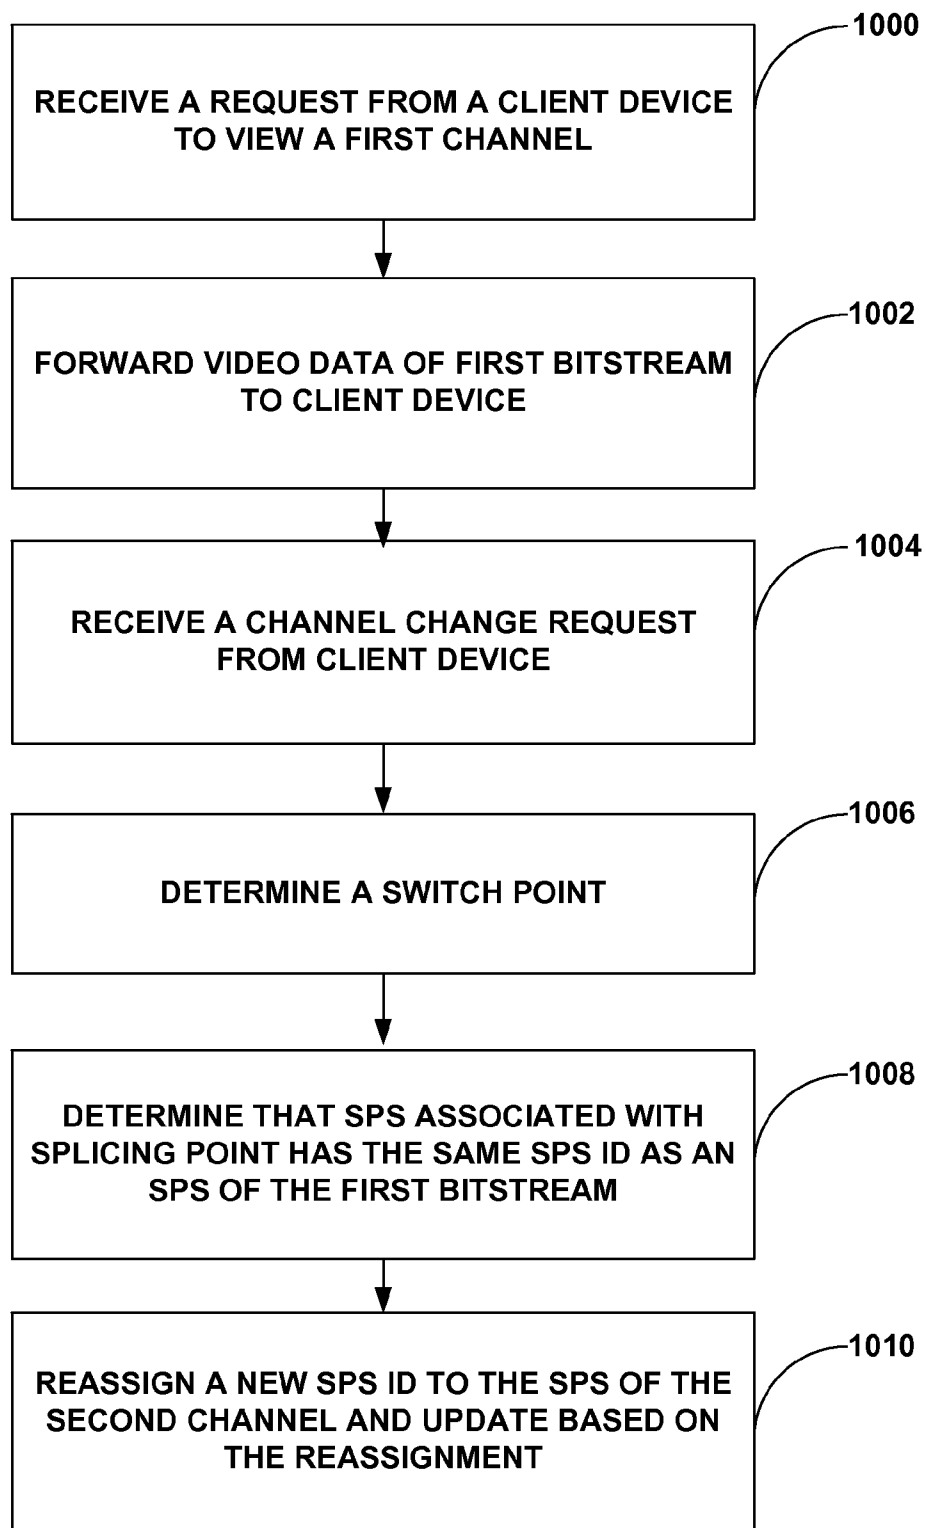 1000
RECEIVE A REQUEST FROM A CLIENT DEVICE
TO VIEW A FIRST CHANNEL
1002
FORWARD VIDEO DATA OF FIRST BITSTREAM
TO CLIENT DEVICE
1004
RECEIVE A CHANNEL CHANGE REQUEST
FROM CLIENT DEVICE
1006
DETERMINE A SWITCH POINT
1008
DETERMINE THAT SPS ASSOCIATED WITH
SPLICING POINT HAS THE SAME SPS ID AS AN
SPS OF THE FIRST BITSTREAM
1010
REASSIGN A NEW SPS ID TO THE SPS OF THE
SECOND CHANNEL AND UPDATE BASED ON
THE REASSIGNMENT